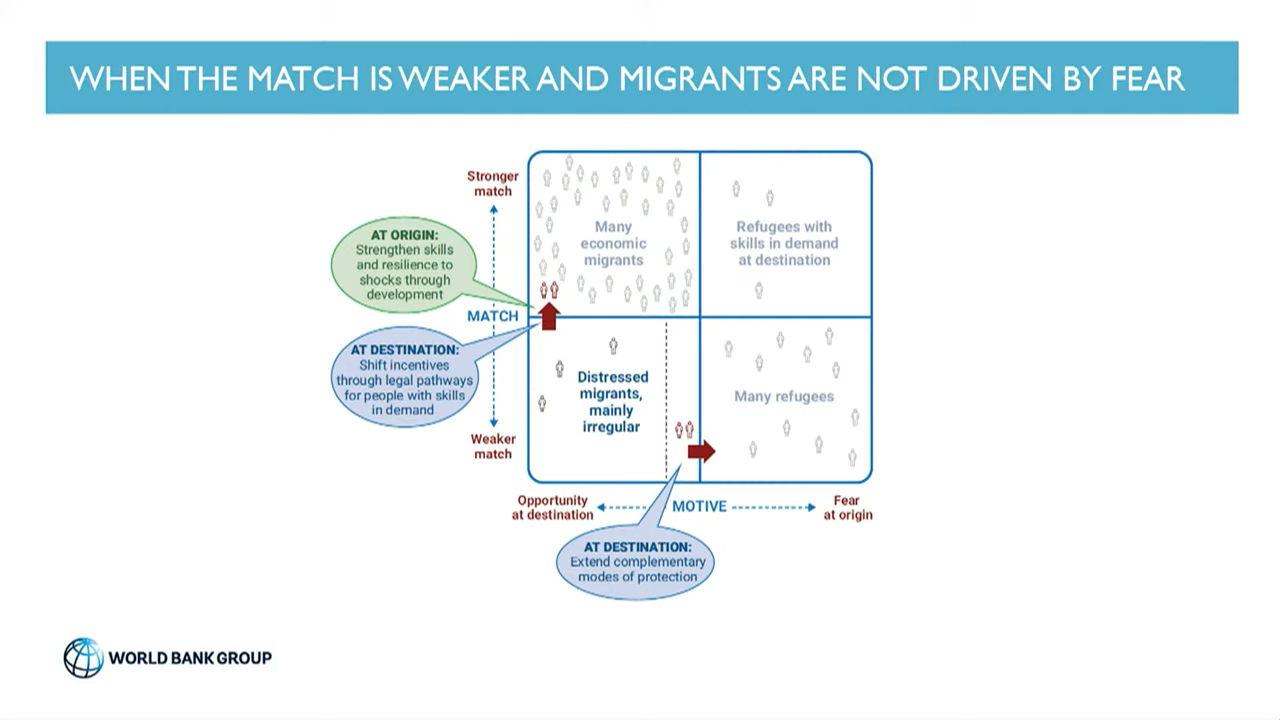 WHEN THE MATCH IS WEAKER AND MIGRANTS ARE NOT DRIVEN BY FEAR
Stronger
match
AT ORIGIN:
Strengthen skills
and resilience to
shocks through
development
MATCH
AT DESTINATION:
Shift incentives
through legal pathways
for people with skills
in demand
Weaker
match
Many
economic
migrants
Refugees with
skills in demand
at destination
Distressed
migrants,
mainly
irregular
Many refugees
Opportunity
at destination
MOTIVE
Fear
at origin
AT DESTINATION:
Extend complementary
modes of protection
WORLD BANK GROUP